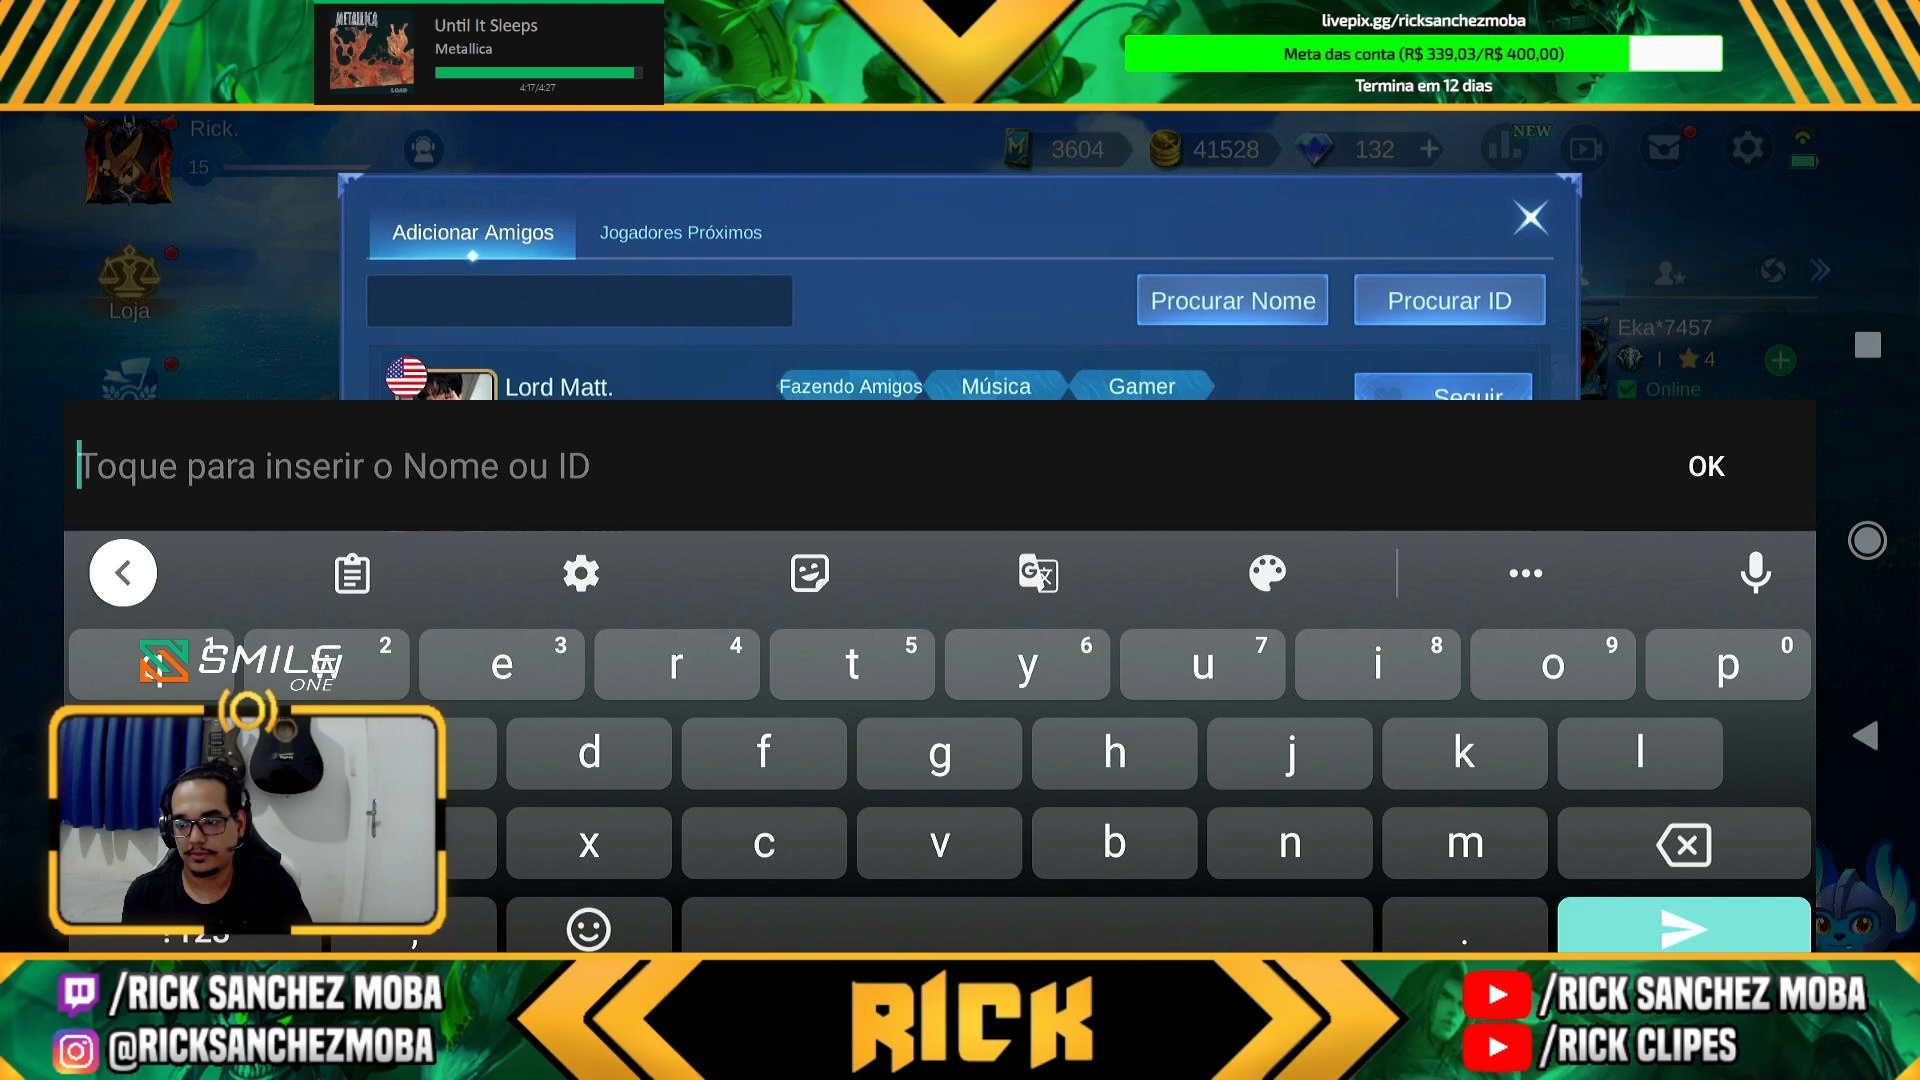 METALLICA
LOAD
Until It Sleeps
Metallica
4:17/4:27
livepix.gg/ricksanchezmoba
Meta das conta (R$ 339,03/R$ 400,00)
Termina em 12 dias
Rick.
15
3604
41528
132
NEW
Adicionar Amigos
Jogadores Próximos
Procurar Nome
Procurar ID
Loja
Eka*7457
I
4
Online
Lord Matt.
Fazendo Amigos
Música
Gamer
Seguir
Toque para inserir o Nome ou ID
OK
q 1 w 2 e 3 r 4 t 5 y 6 u 7 i 8 o 9 p 0
SMILE
ONE
d f g h j k l
x c v b n m
?123 , .
/RICK SANCHEZ MOBA
@RICKSANCHEZMOBA
RICK
/RICK SANCHEZ MOBA
/RICK CLIPES